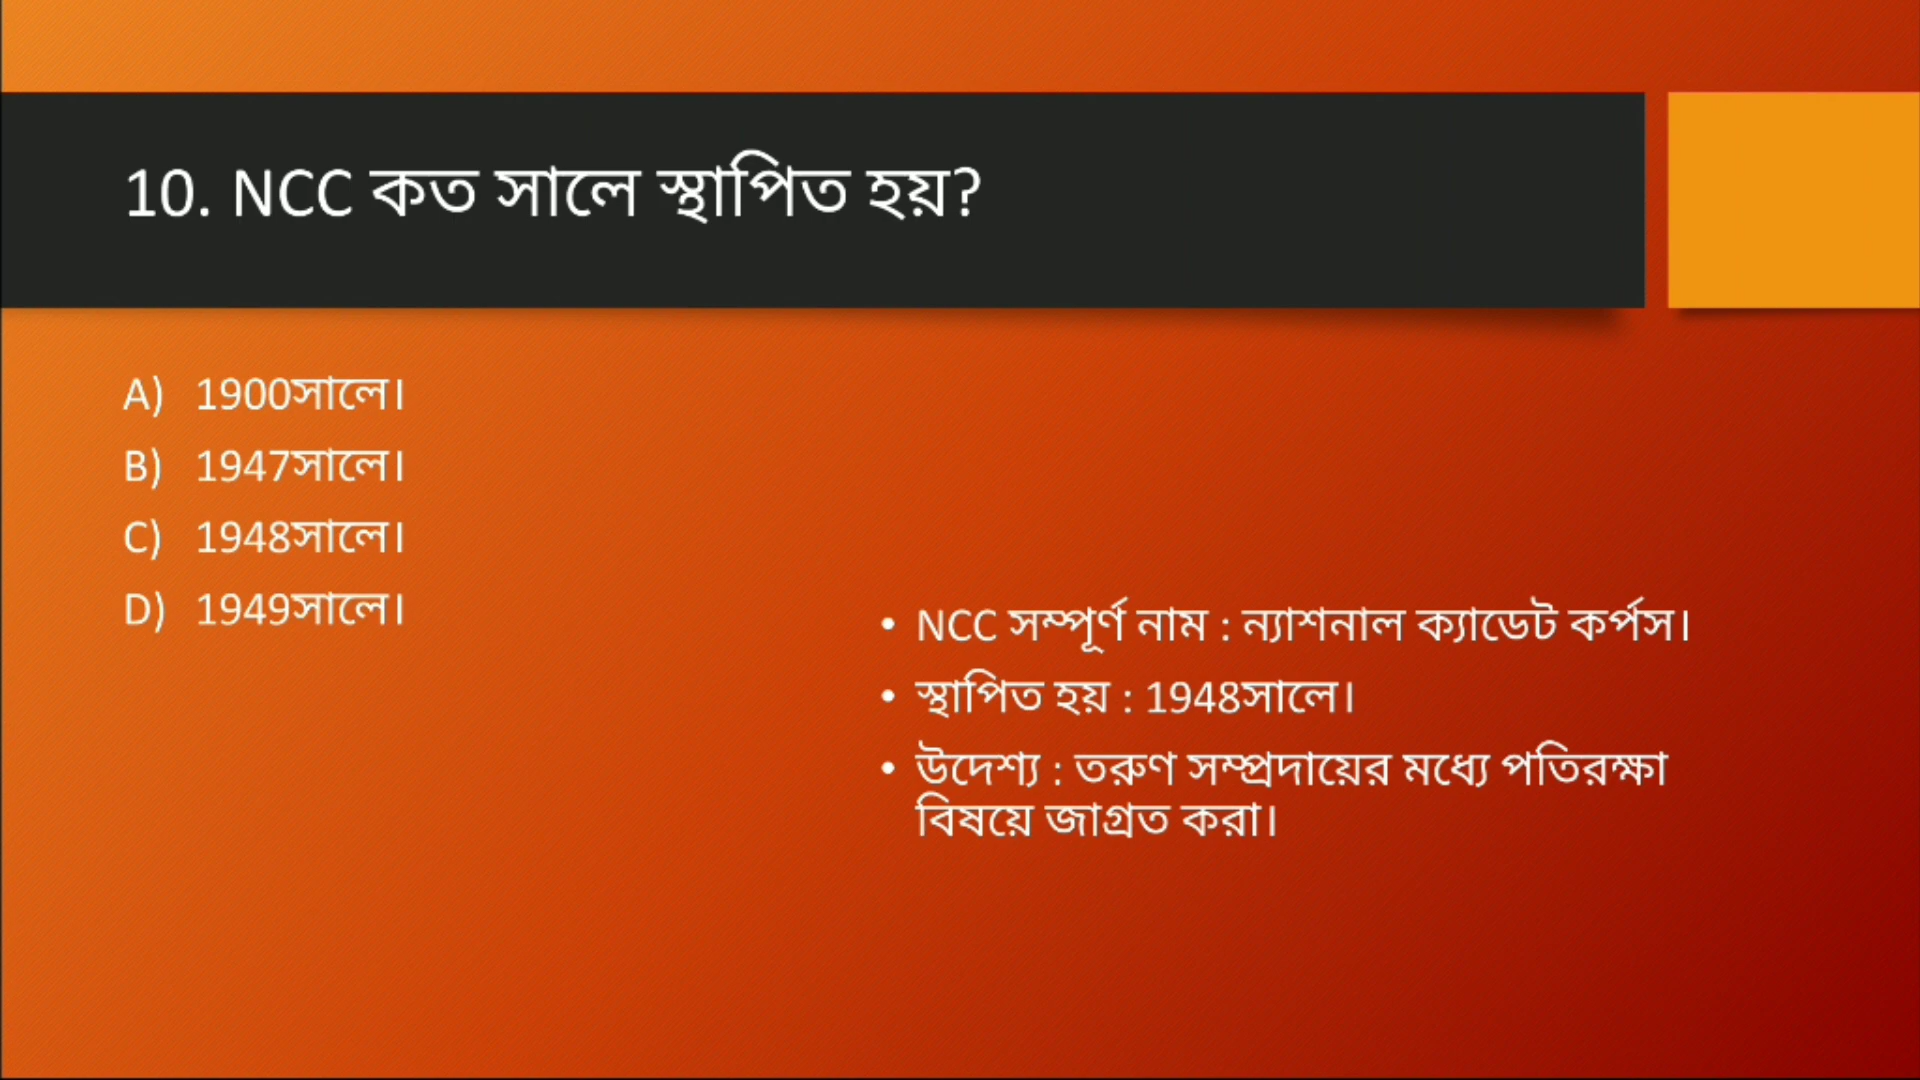 10. NCC কত সালে স্থাপিত হয়?
A) 1900সালে।
B) 1947সালে।
C) 1948সালে।
D) 1949সালে।
• NCC সম্পূর্ণ নাম : ন্যাশনাল ক্যাডেট কর্পস।
• স্থাপিত হয় : 1948সালে।
• উদেশ্য : তরুণ সম্প্রদায়ের মধ্যে পতিরক্ষা
বিষয়ে জাগ্রত করা।